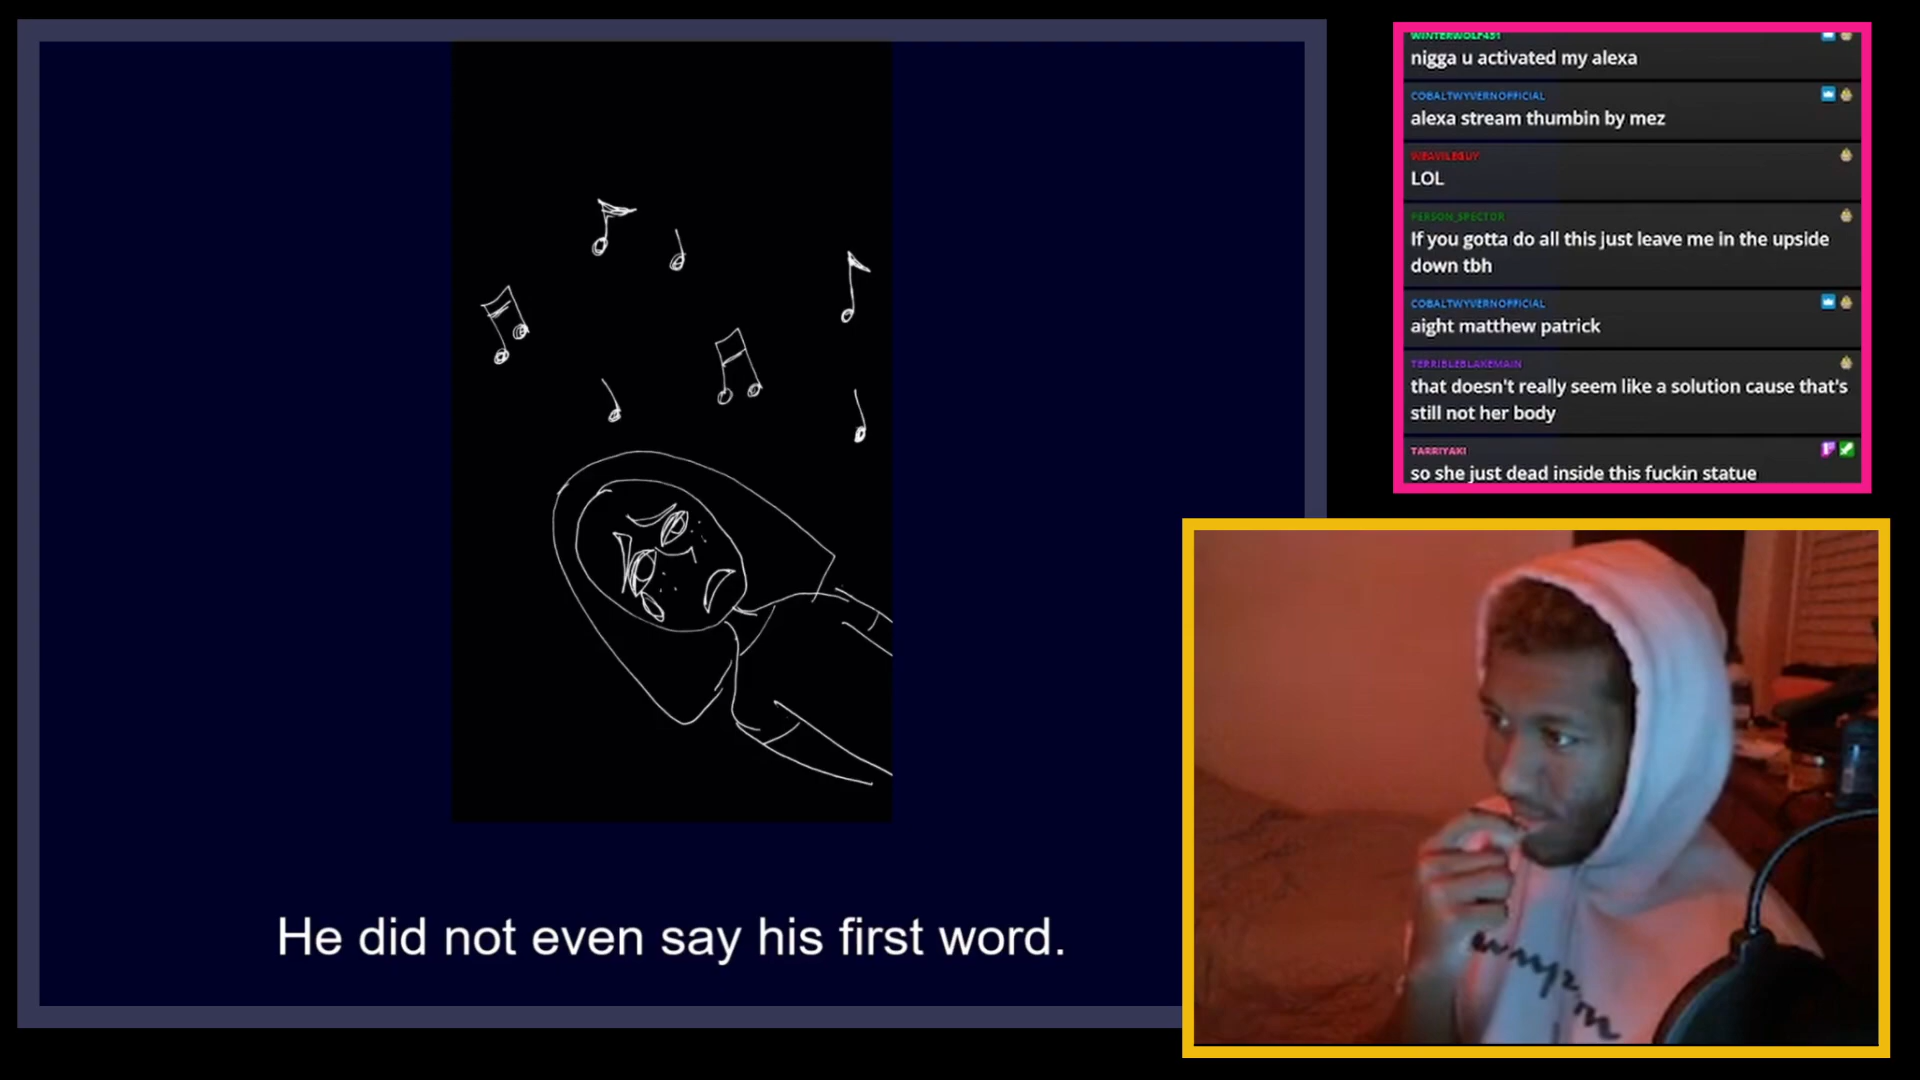 WINTERWOLF451
nigga u activated my alexa
COBALTWYVERNOFFICIAL
alexa stream thumbin by mez
WEAVILEGUY
LOL
PERSON_SPECTOR
If you gotta do all this just leave me in the upside
down tbh
COBALTWYVERNOFFICIAL
aight matthew patrick
TERRIBLEBLAKEMAIN
that doesn't really seem like a solution cause that's
still not her body
TARRIYAKI
so she just dead inside this fuckin statue
He did not even say his first word.